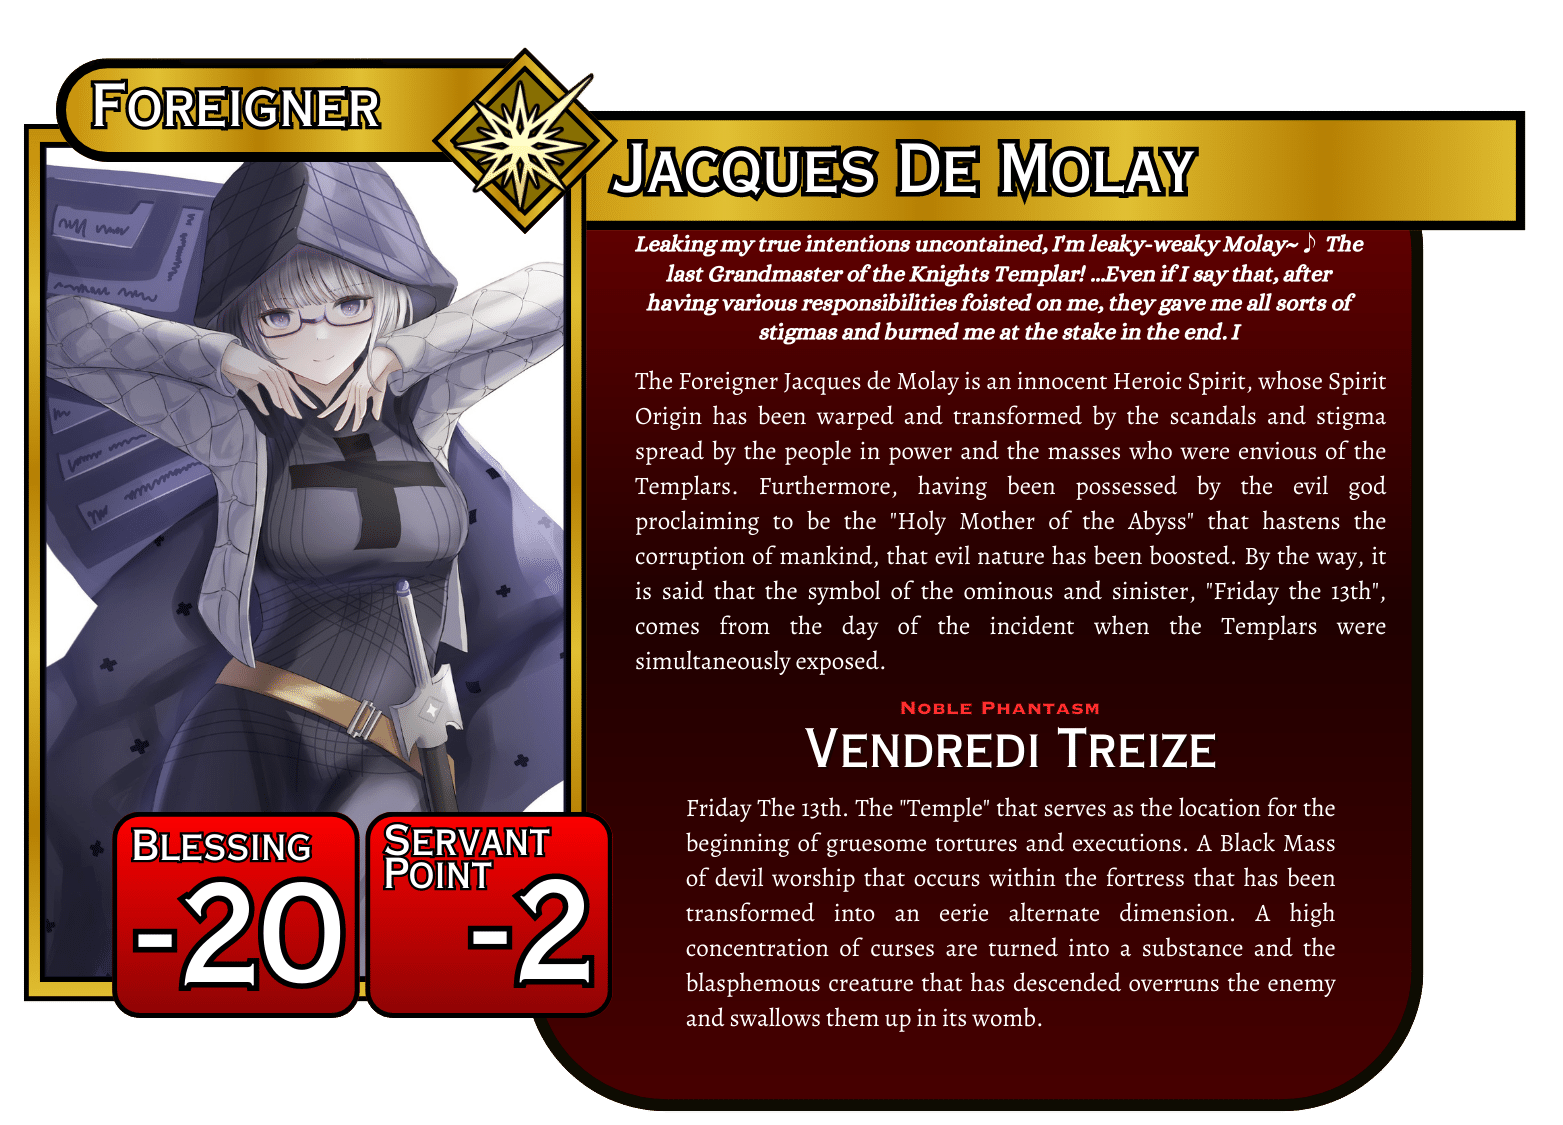 FOREIGNER
JACQUES DE MOLAY
Leaking my true intentions uncontained, I'm leaky-weaky Molay~♪ The
last Grandmaster of the Knights Templar! ...Even if I say that, after
having various responsibilities foisted on me, they gave me all sorts of
stigmas and burned me at the stake in the end. I
The Foreigner Jacques de Molay is an innocent Heroic Spirit, whose Spirit
Origin has been warped and transformed by the scandals and stigma
spread by the people in power and the masses who were envious of the
Templars. Furthermore, having been possessed by the evil god
proclaiming to be the "Holy Mother of the Abyss" that hastens the
corruption of mankind, that evil nature has been boosted. By the way, it
is said that the symbol of the ominous and sinister, "Friday the 13th",
comes from the day of the incident when the Templars were
simultaneously exposed.
NOBLE PHANTASM
VENDREDI TREIZE
Friday The 13th. The "Temple" that serves as the location for the
beginning of gruesome tortures and executions. A Black Mass
of devil worship that occurs within the fortress that has been
transformed into an eerie alternate dimension. A high
concentration of curses are turned into a substance and the
blasphemous creature that has descended overruns the enemy
and swallows them up in its womb.
BLESSING
-20
SERVANT
POINT
-2